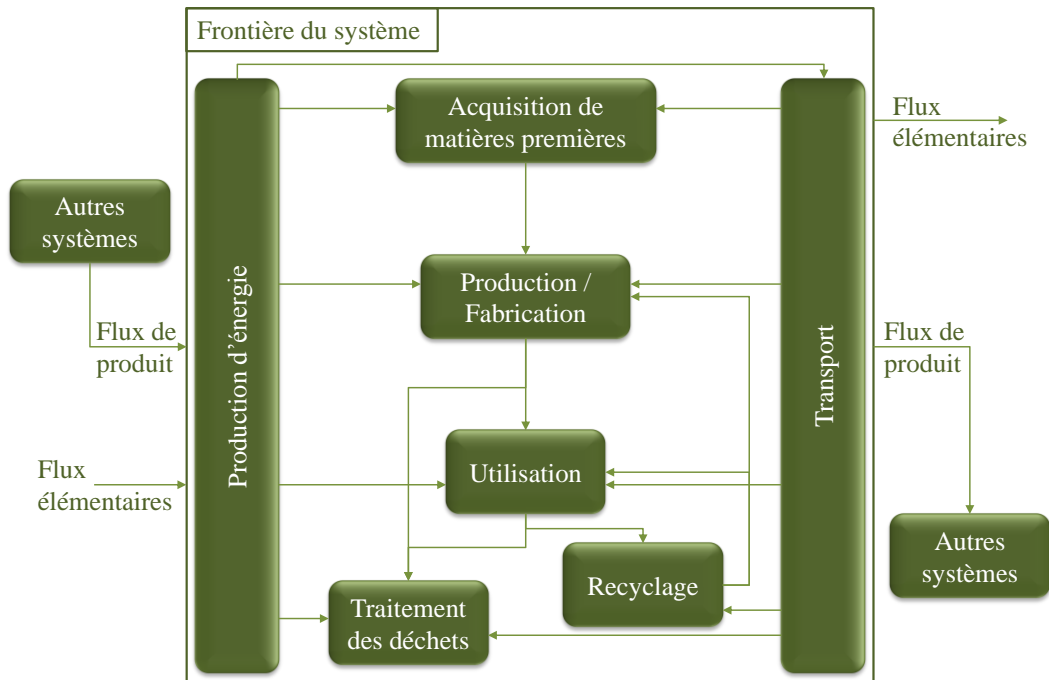 Frontière du système
Acquisition de
matières premières
Flux
élémentaires
Autres
systèmes
Production d'énergie
Production /
Fabrication
Transport
Flux de
produit
Flux de
produit
Utilisation
Flux
élémentaires
Recyclage
Autres
systèmes
Traitement
des déchets